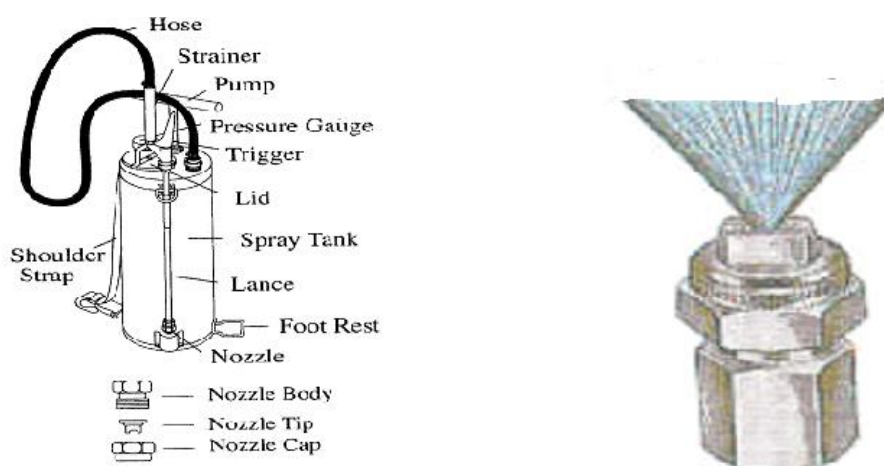 Hose
Strainer
Pump
Pressure Gauge
Trigger
Lid
Spray Tank
Shoulder
Strap
Lance
Foot Rest
Nozzle
Nozzle Body
Nozzle Tip
Nozzle Cap